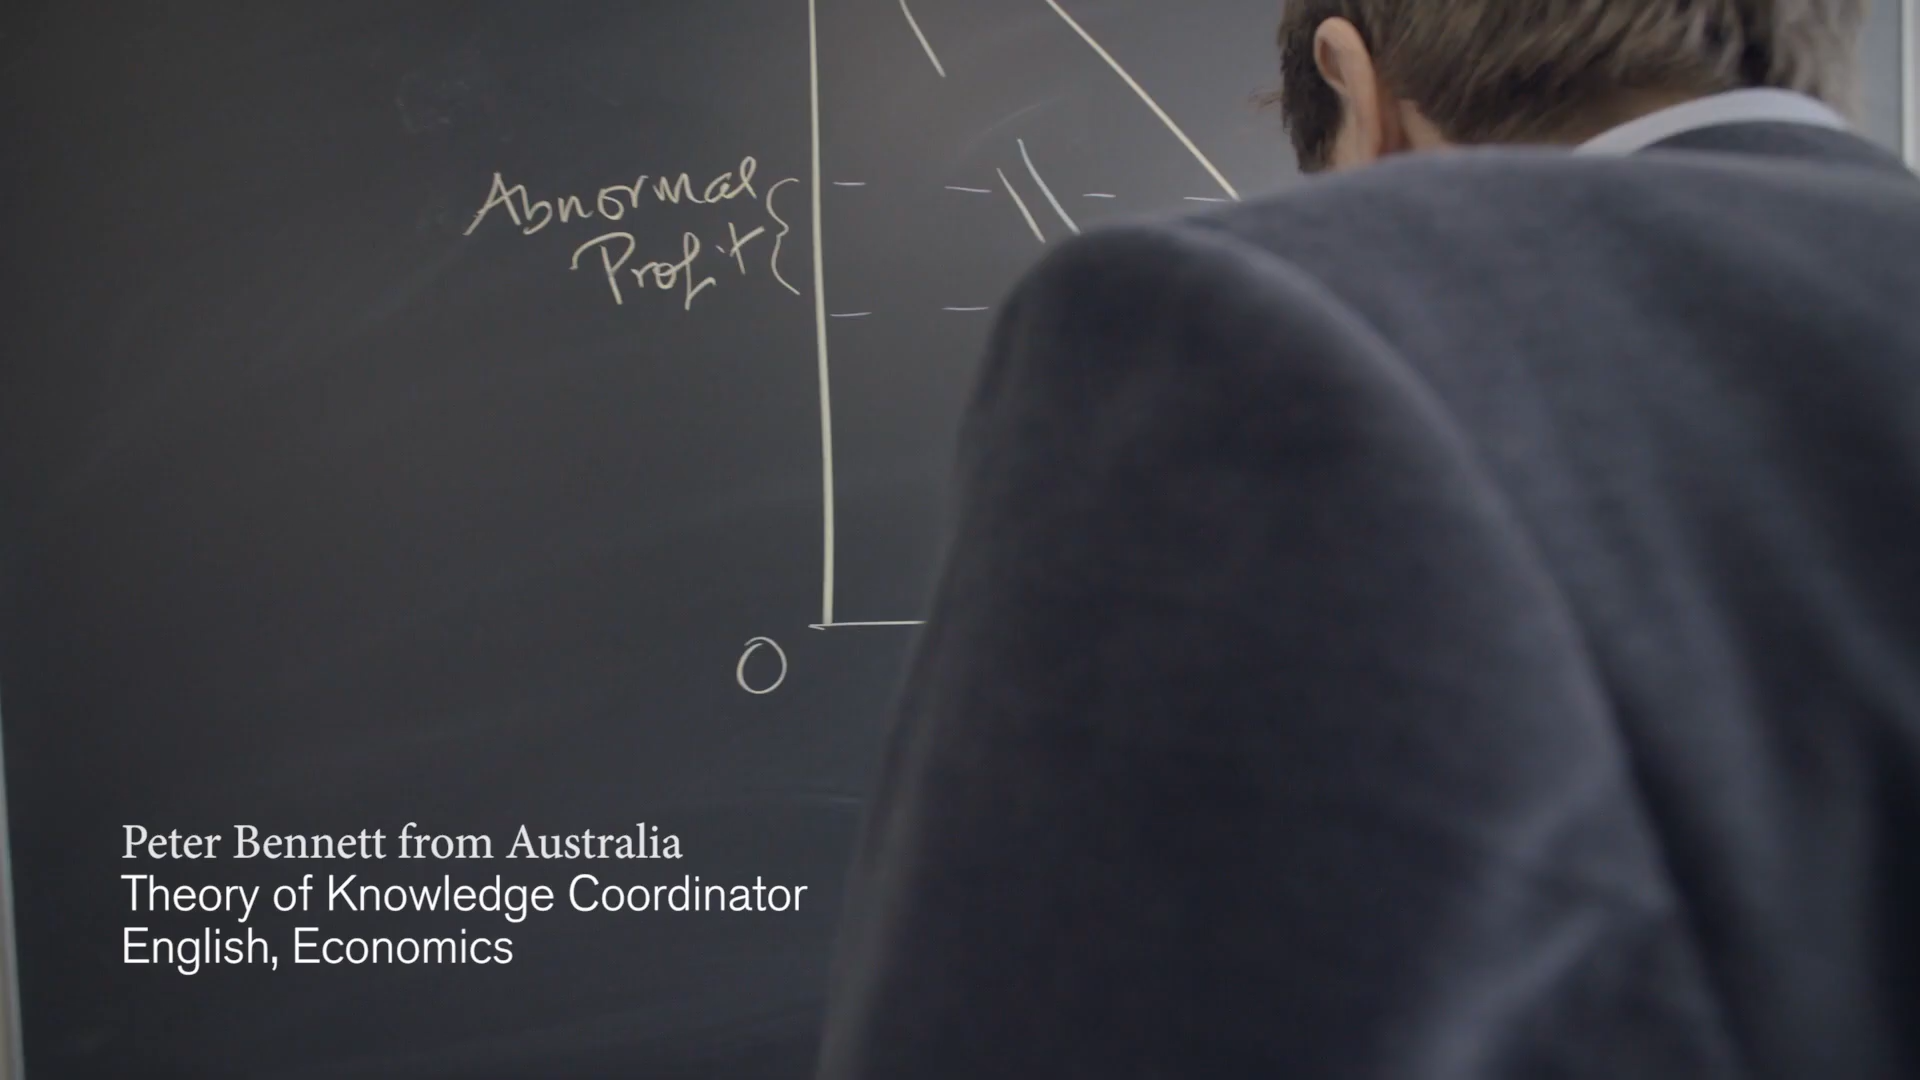 Abnormal
Profit
O
Peter Bennett from Australia
Theory of Knowledge Coordinator
English, Economics